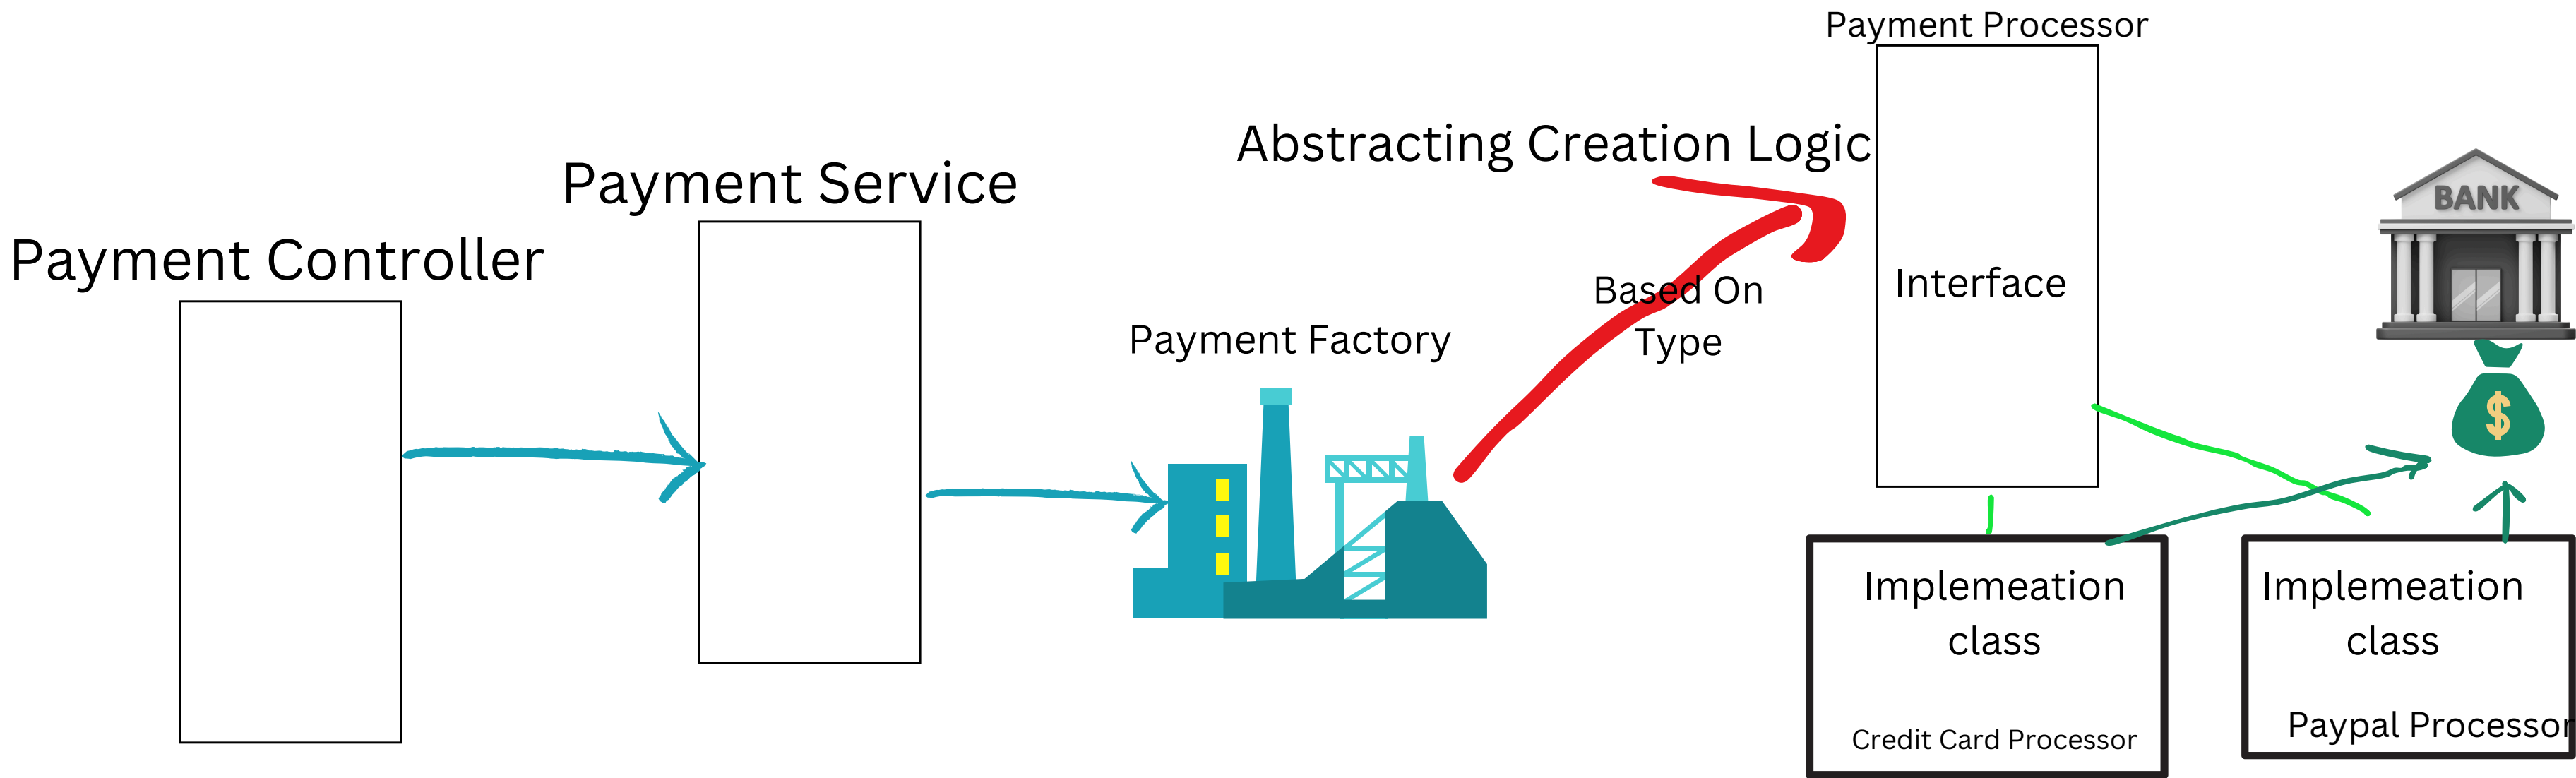 Payment Controller
Payment Service
Payment Factory
Abstracting Creation Logic
Based On
Type
Payment Processor
Interface
BANK
$
Implemeation
class
Credit Card Processor
Implemeation
class
Paypal Processor